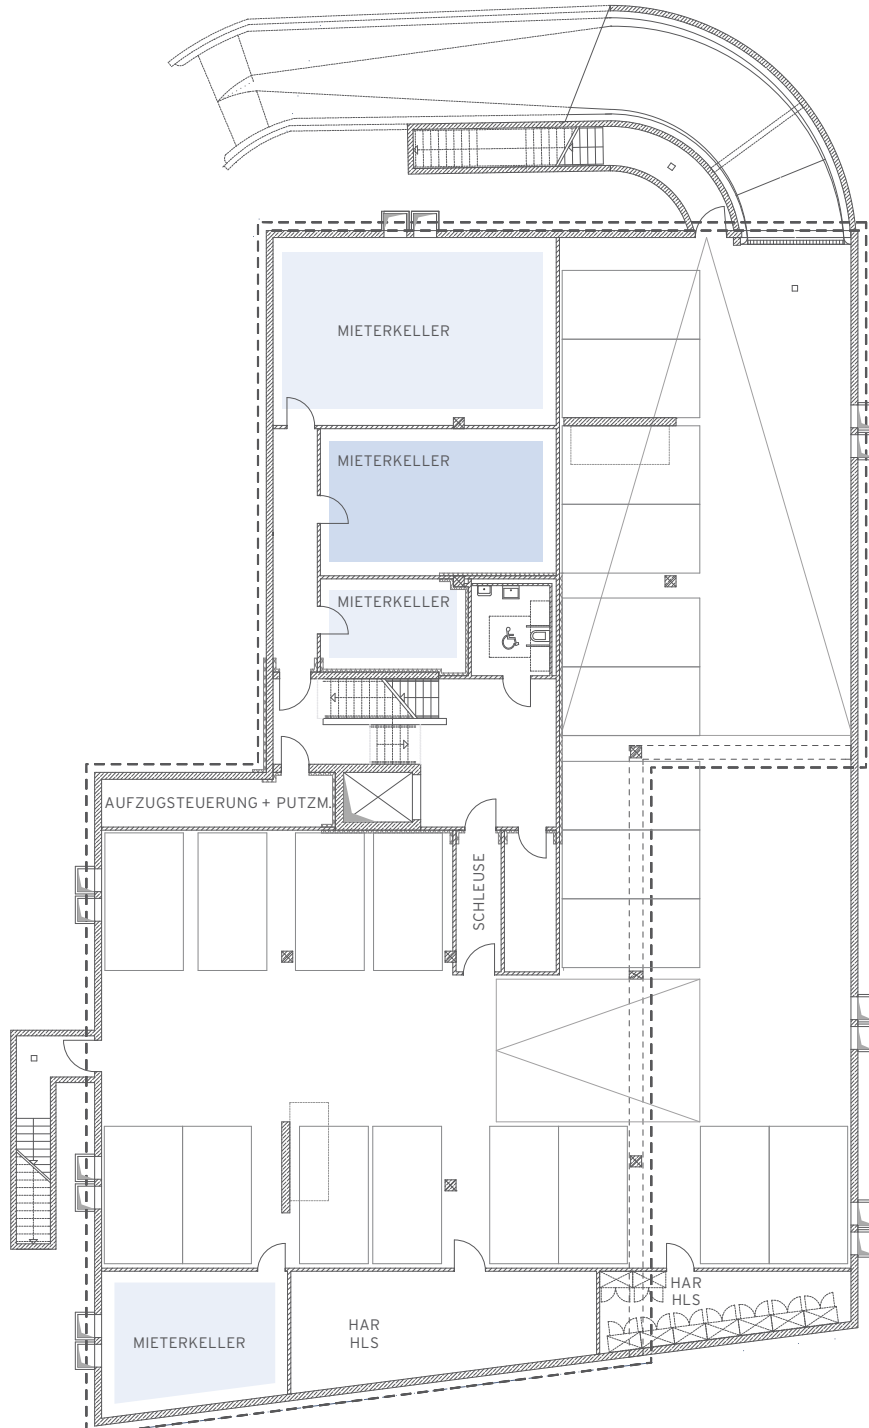 MIETERKELLER
MIETERKELLER
MIETERKELLER
AUFZUGSTEUERUNG + PUTZM.
SCHLEUSE
HAR
HLS
HAR
HLS
MIETERKELLER